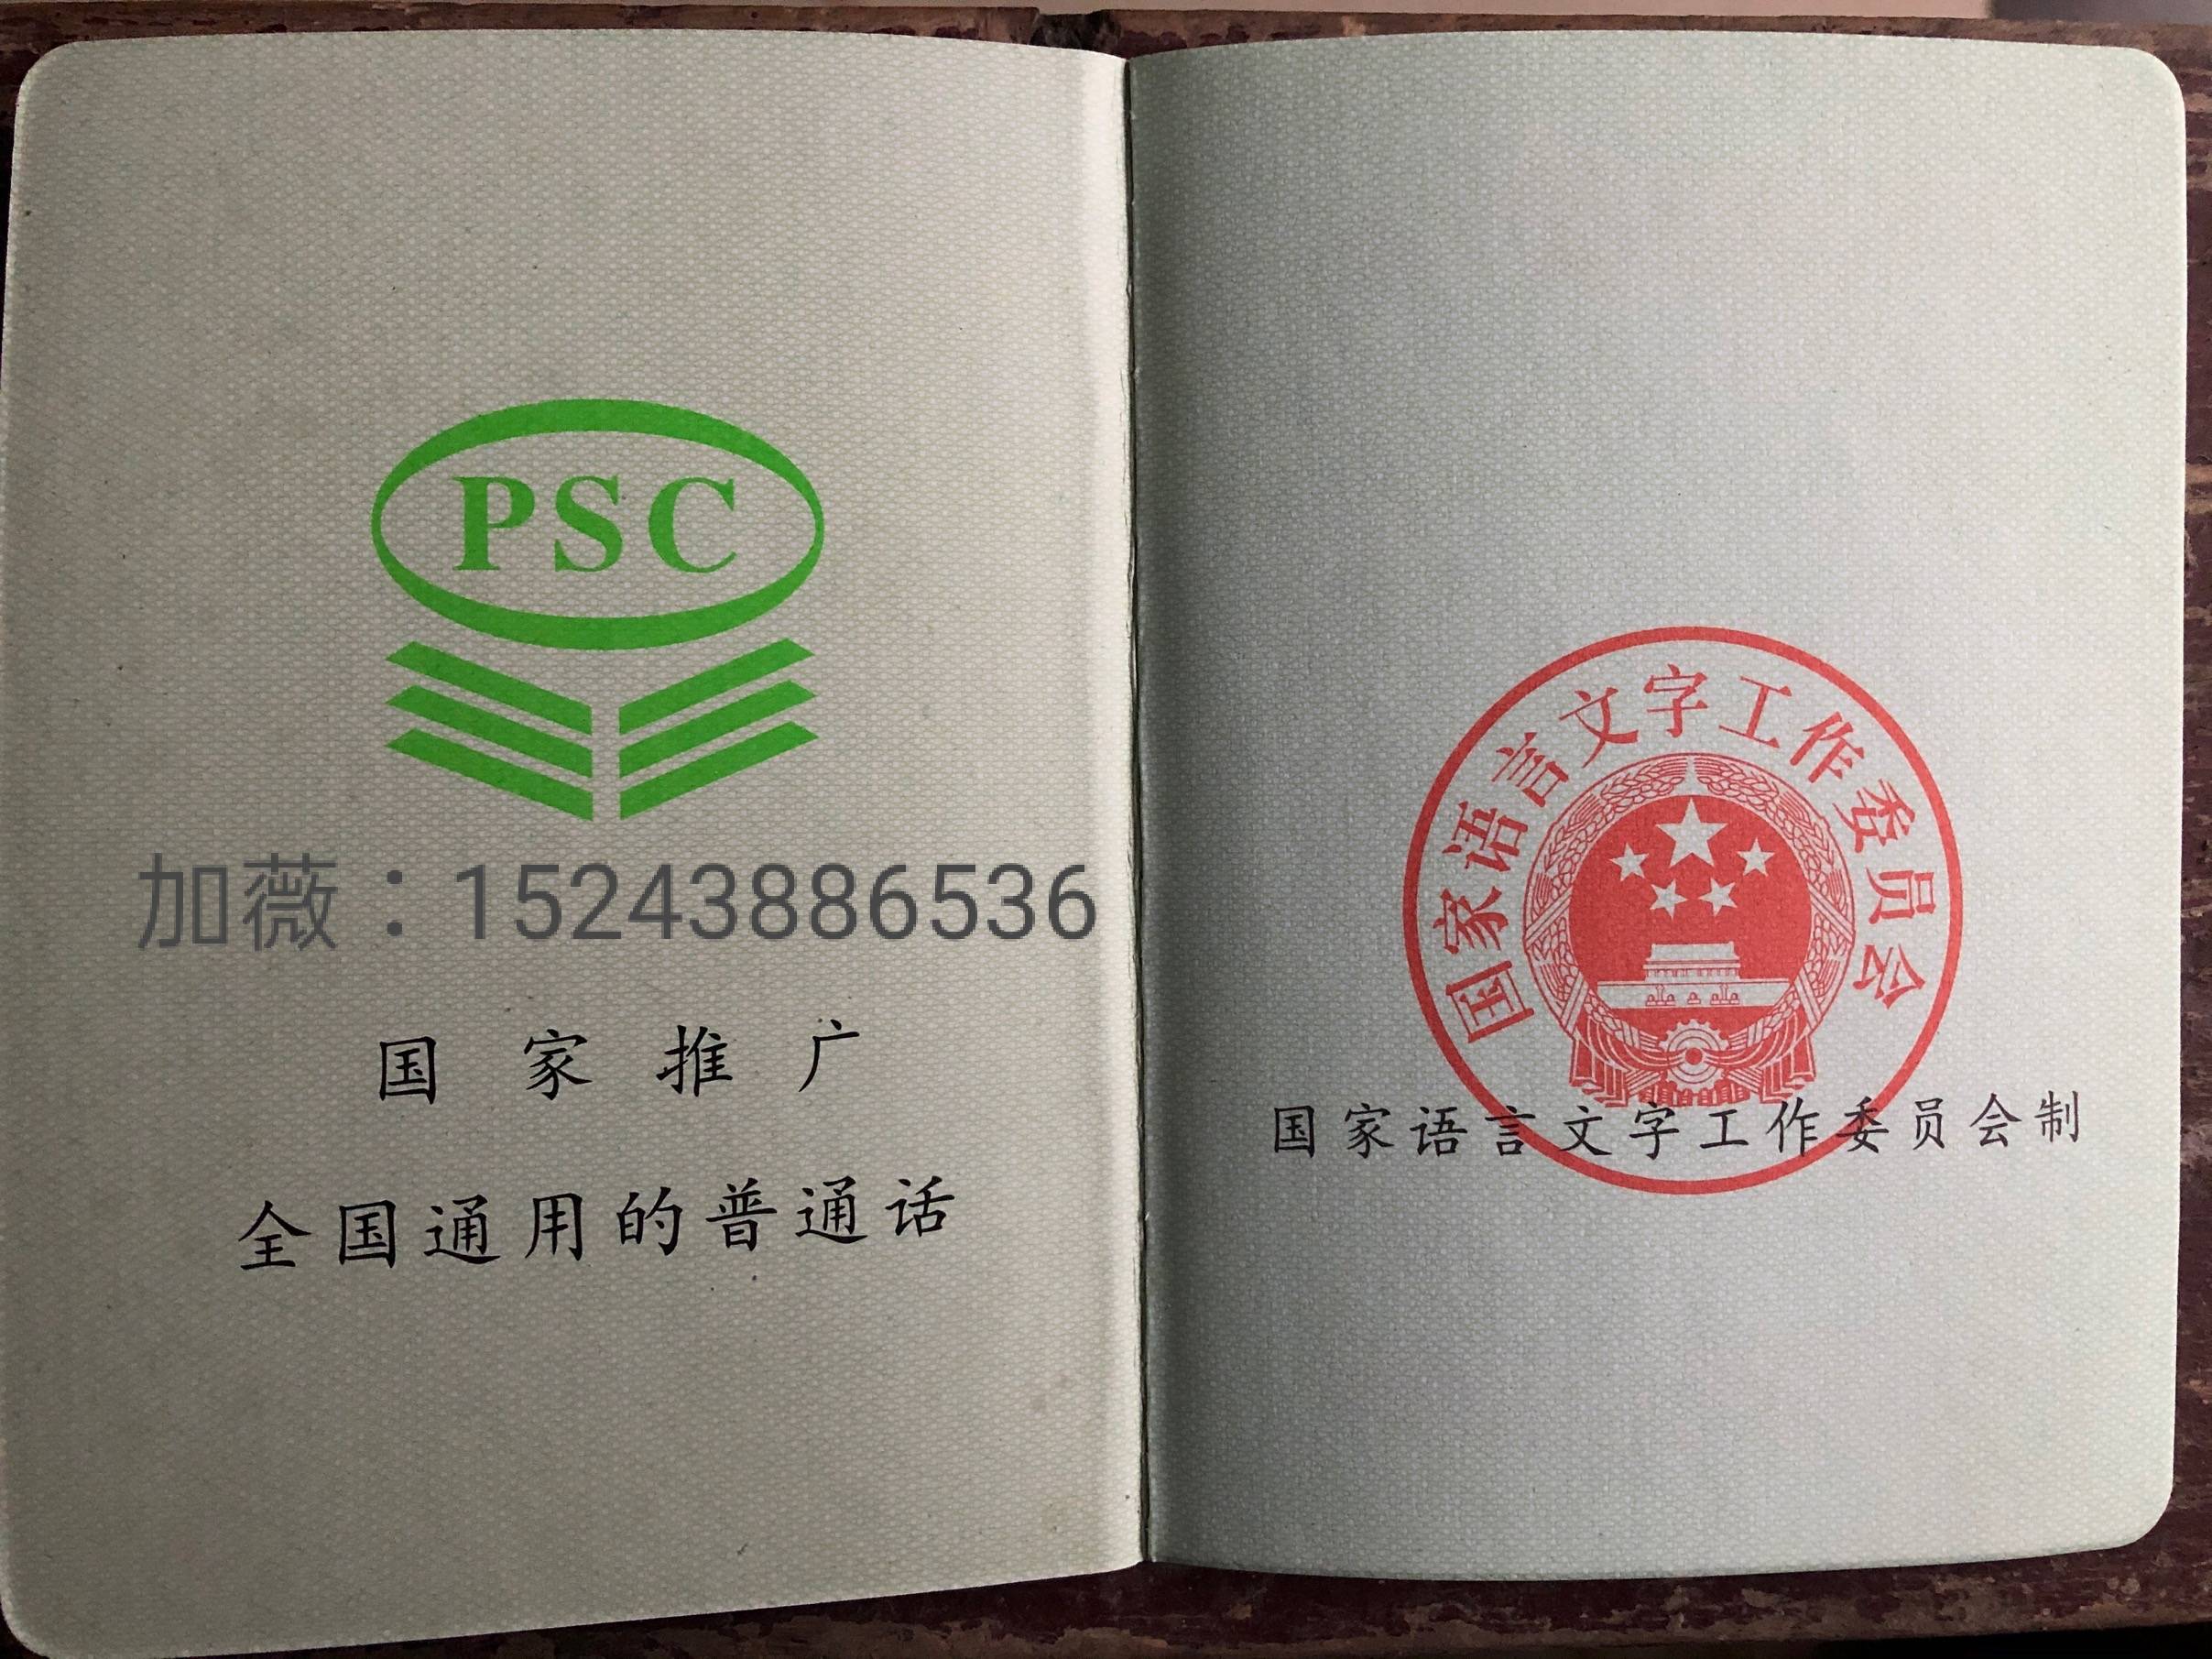 PSC
加薇：15243886536
国家推广
全国通用的普通话
国家语言文字工作委员会
国家语言文字工作委员会制